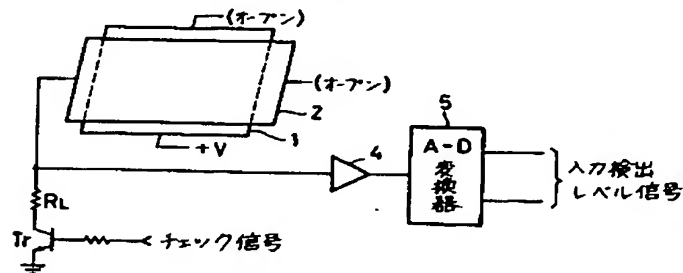 (オープン)
(オープン)
2
1
+V
5
4
A-D
変換器
入力検出
レベル信号
RL
Tr
チェック信号